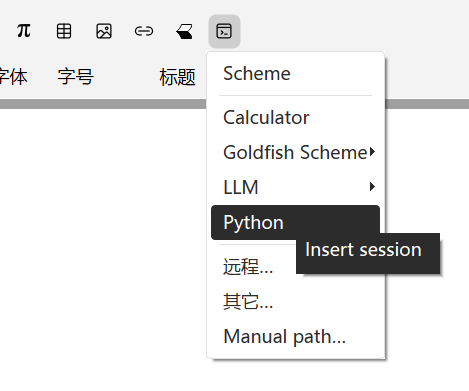 π
字体 字号 标题
Scheme
Calculator
Goldfish Scheme
LLM
Python
Insert session
远程...
其它...
Manual path...